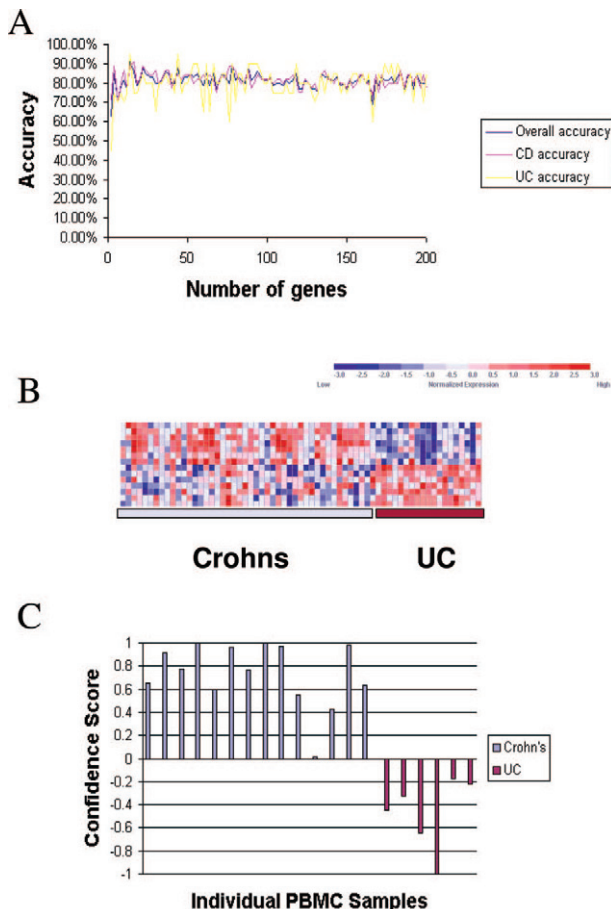 A
100.00%
90.00%
80.00%
70.00%
60.00%
50.00%
40.00%
30.00%
20.00%
10.00%
0.00%
Accuracy
0 50 100 150 200
Number of genes
Overall accuracy
CD accuracy
UC accuracy
B
-3.0 -2.5 -2.0 -1.5 -1.0 -0.5 0.0 0.5 1.0 1.5 2.0 2.5 3.0
Low Normalized Expression High
Crohns UC
C
1
0.8
0.6
0.4
0.2
0
-0.2
-0.4
-0.6
-0.8
-1
Confidence Score
Crohn's
UC
Individual PBMC Samples